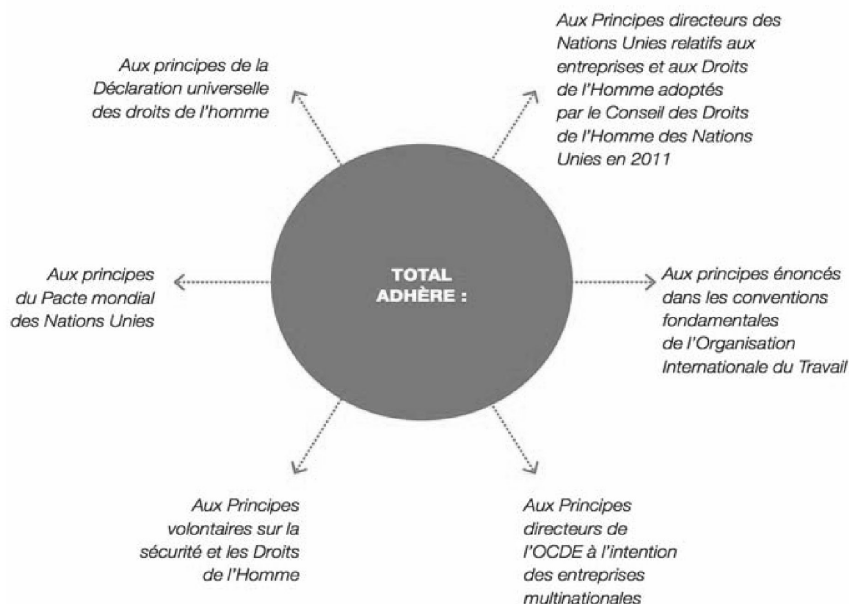 Aux principes de la
Déclaration universelle
des droits de l'homme
Aux Principes directeurs des
Nations Unies relatifs aux
entreprises et aux Droits
de l'Homme adoptés
par le Conseil des Droits
de l'Homme des Nations
Unies en 2011
Aux principes
du Pacte mondial
des Nations Unies
TOTAL
ADHÈRE :
Aux principes énoncés
dans les conventions
fondamentales
de l'Organisation
Internationale du Travail
Aux Principes
volontaires sur la
sécurité et les Droits
de l'Homme
Aux Principes
directeurs de
l'OCDE à l'intention
des entreprises
multinationales